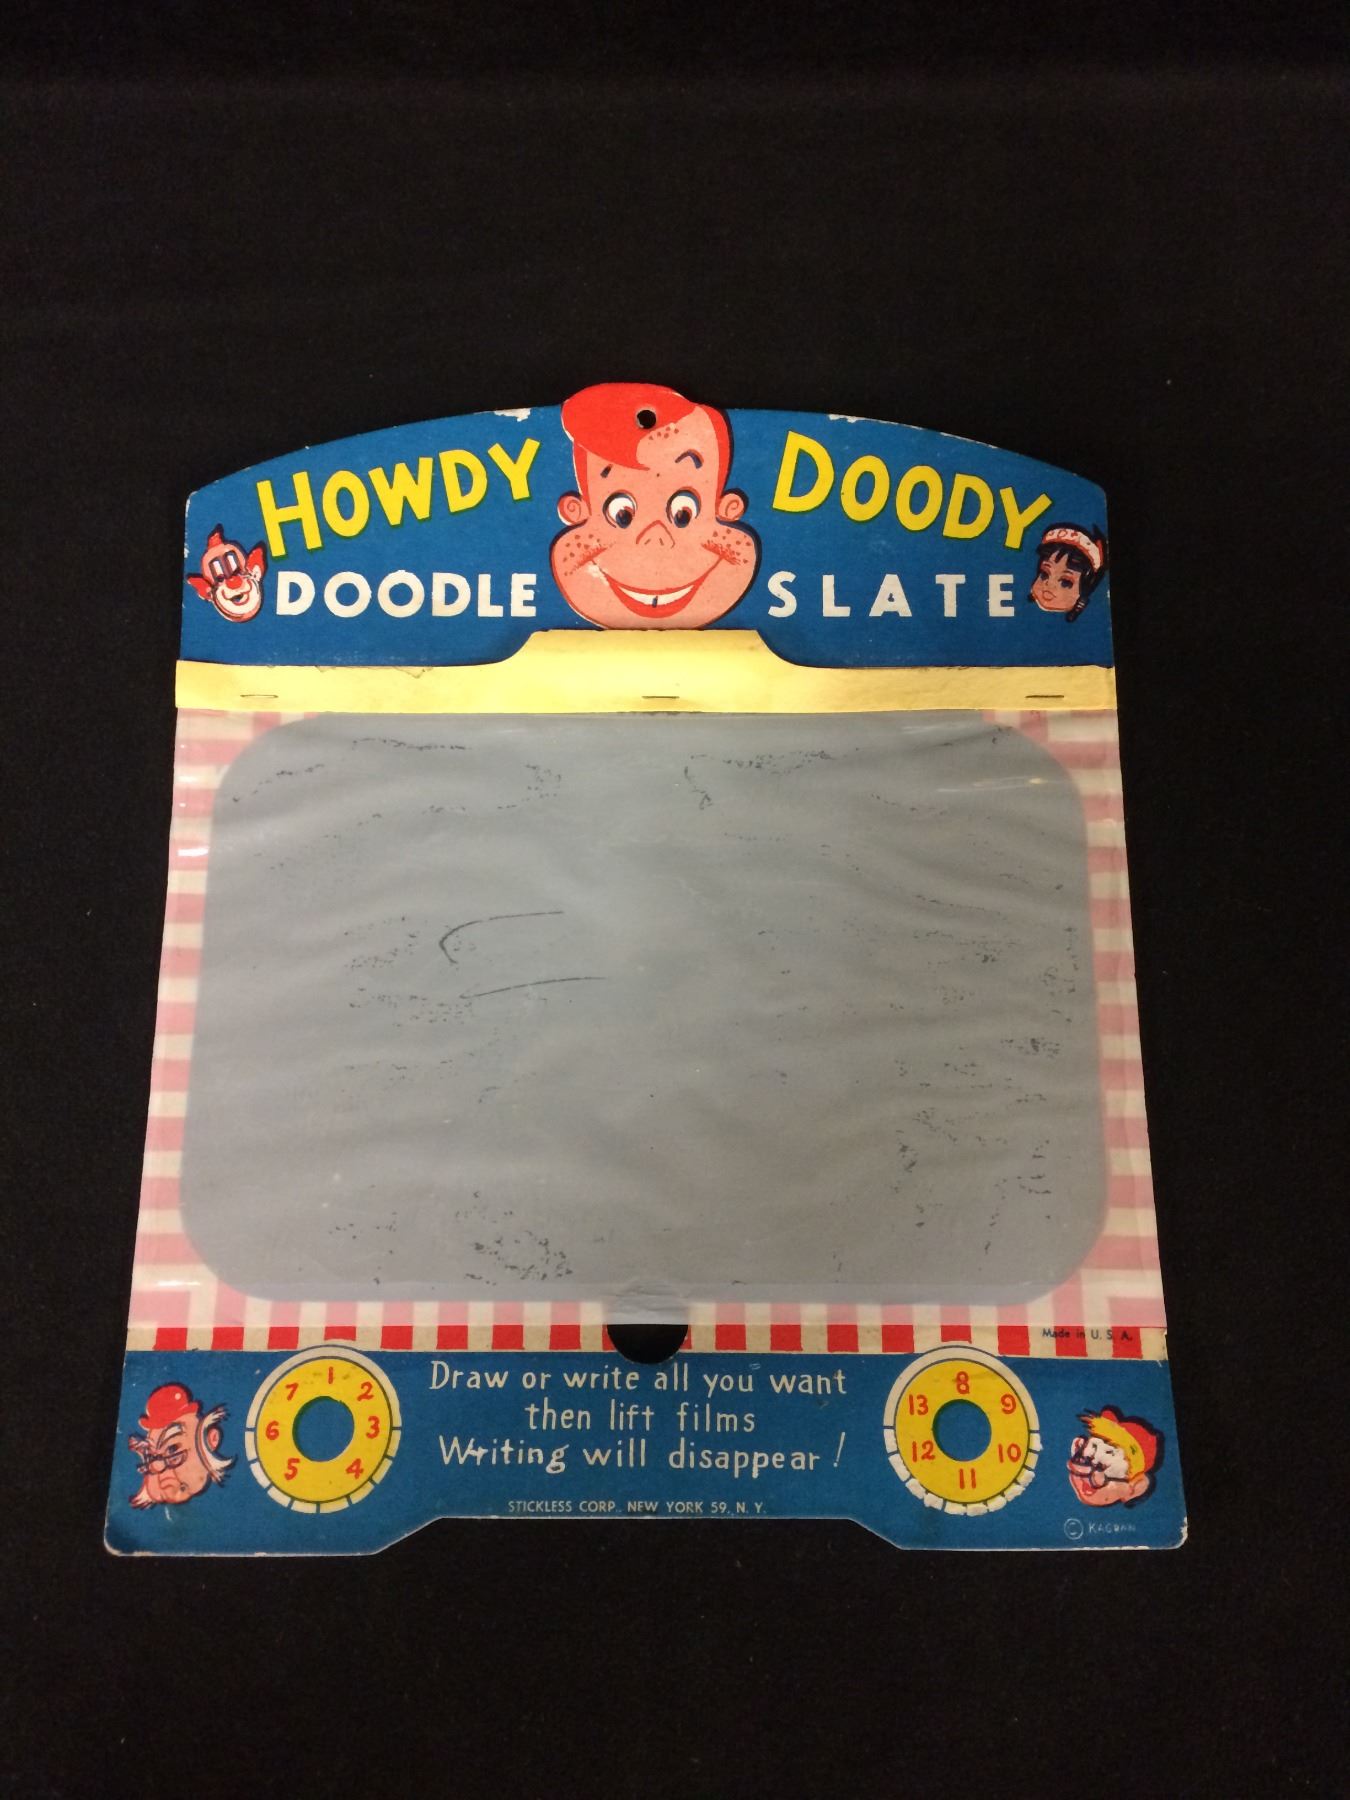 HOWDY DOODY
DOODLE SLATE
Made in U. S. A.
1
2
3
4
5
6
7
Draw or write all you want
then lift films
Writing will disappear!
8
9
10
11
12
13
STICKLESS CORP. NEW YORK 59, N. Y.
© KAGRAN